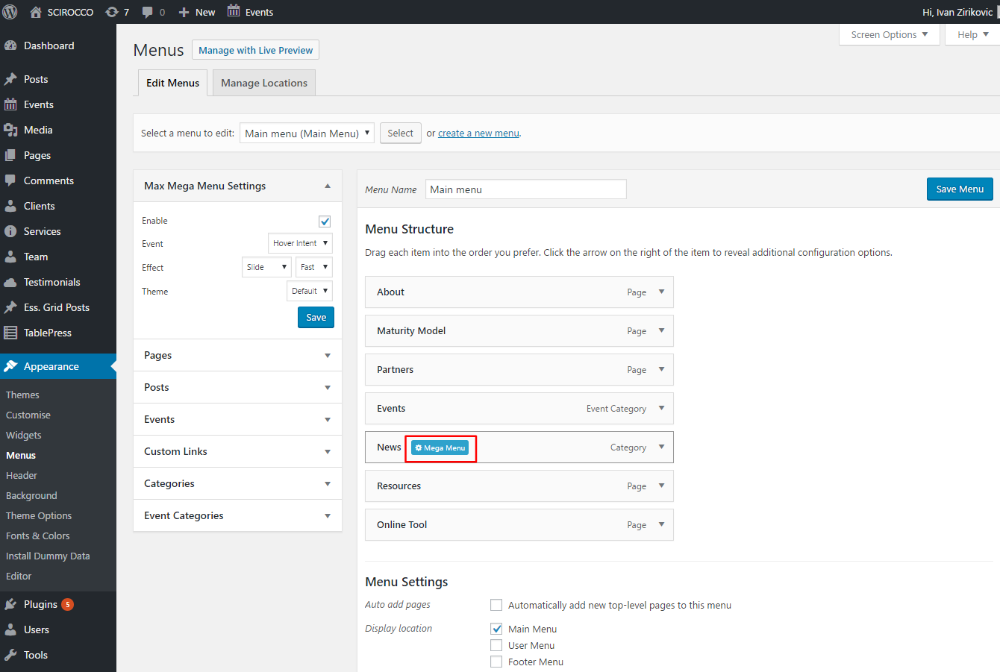 SCIROCCO 7 0 New Events Hi, Ivan Zirikovic
Screen Options Help
Dashboard
Posts
Events
Media
Pages
Comments
Clients
Services
Team
Testimonials
Ess. Grid Posts
TablePress
Appearance
Themes
Customise
Widgets
Menus
Header
Background
Theme Options
Fonts & Colors
Install Dummy Data
Editor
Plugins 5
Users
Tools
Menus Manage with Live Preview
Edit Menus Manage Locations
Select a menu to edit: Main menu (Main Menu) Select or create a new menu.
Max Mega Menu Settings
Enable
Event Hover Intent
Effect Slide Fast
Theme Default
Save
Pages
Posts
Events
Custom Links
Categories
Event Categories
Menu Name Main menu Save Menu
Menu Structure
Drag each item into the order you prefer. Click the arrow on the right of the item to reveal additional configuration options.
About Page
Maturity Model Page
Partners Page
Events Event Category
News Mega Menu Category
Resources Page
Online Tool Page
Menu Settings
Auto add pages Automatically add new top-level pages to this menu
Display location Main Menu
User Menu
Footer Menu